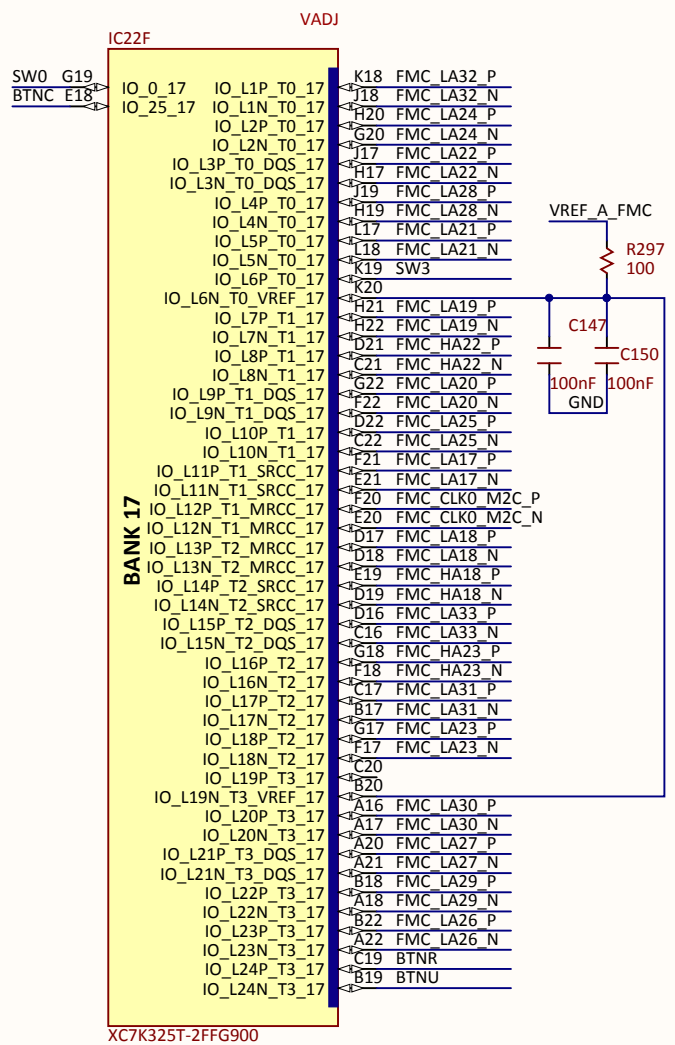 VADJ
IC22F
SW0 G19 IO_0_17
BTNC E18 IO_25_17
IO_L1P_T0_17 K18 FMC_LA32_P
IO_L1N_T0_17 J18 FMC_LA32_N
IO_L2P_T0_17 H20 FMC_LA24_P
IO_L2N_T0_17 G20 FMC_LA24_N
IO_L3P_T0_DQS_17 J17 FMC_LA22_P
IO_L3N_T0_DQS_17 H17 FMC_LA22_N
IO_L4P_T0_17 J19 FMC_LA28_P
IO_L4N_T0_17 H19 FMC_LA28_N
IO_L5P_T0_17 L17 FMC_LA21_P
IO_L5N_T0_17 L18 FMC_LA21_N
IO_L6P_T0_17 K19 SW3
IO_L6N_T0_VREF_17 K20
IO_L7P_T1_17 H21 FMC_LA19_P
IO_L7N_T1_17 H22 FMC_LA19_N
IO_L8P_T1_17 D21 FMC_HA22_P
IO_L8N_T1_17 C21 FMC_HA22_N
IO_L9P_T1_DQS_17 G22 FMC_LA20_P
IO_L9N_T1_DQS_17 F22 FMC_LA20_N
IO_L10P_T1_17 D22 FMC_LA25_P
IO_L10N_T1_17 C22 FMC_LA25_N
IO_L11P_T1_SRCC_17 F21 FMC_LA17_P
IO_L11N_T1_SRCC_17 E21 FMC_LA17_N
IO_L12P_T1_MRCC_17 F20 FMC_CLK0_M2C_P
IO_L12N_T1_MRCC_17 E20 FMC_CLK0_M2C_N
IO_L13P_T2_MRCC_17 D17 FMC_LA18_P
IO_L13N_T2_MRCC_17 D18 FMC_LA18_N
IO_L14P_T2_SRCC_17 E19 FMC_HA18_P
IO_L14N_T2_SRCC_17 D19 FMC_HA18_N
IO_L15P_T2_DQS_17 D16 FMC_LA33_P
IO_L15N_T2_DQS_17 C16 FMC_LA33_N
IO_L16P_T2_17 G18 FMC_HA23_P
IO_L16N_T2_17 F18 FMC_HA23_N
IO_L17P_T2_17 C17 FMC_LA31_P
IO_L17N_T2_17 B17 FMC_LA31_N
IO_L18P_T2_17 G17 FMC_LA23_P
IO_L18N_T2_17 F17 FMC_LA23_N
IO_L19P_T3_17 C20
IO_L19N_T3_VREF_17 B20
IO_L20P_T3_17 A16 FMC_LA30_P
IO_L20N_T3_17 A17 FMC_LA30_N
IO_L21P_T3_DQS_17 A20 FMC_LA27_P
IO_L21N_T3_DQS_17 A21 FMC_LA27_N
IO_L22P_T3_17 B18 FMC_LA29_P
IO_L22N_T3_17 A18 FMC_LA29_N
IO_L23P_T3_17 B22 FMC_LA26_P
IO_L23N_T3_17 A22 FMC_LA26_N
IO_L24P_T3_17 C19 BTNR
IO_L24N_T3_17 B19 BTNU
BANK 17
XC7K325T-2FFG900
VREF_A_FMC
R297
100
C147
C150
100nF 100nF
GND